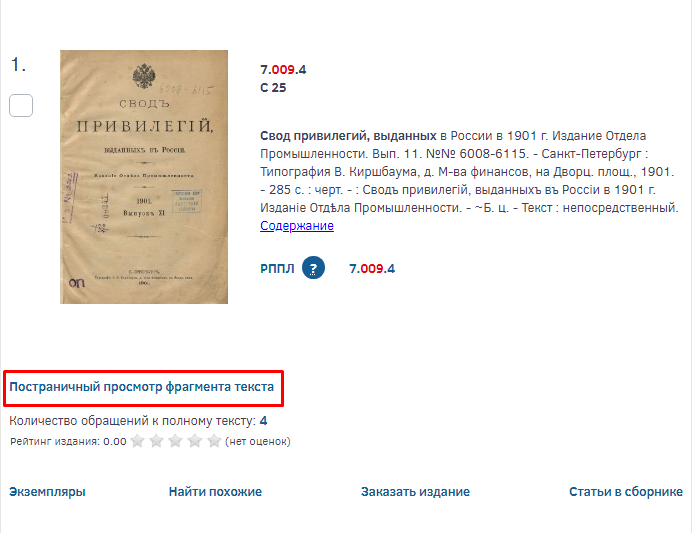 1.
6008 - 6115
СВОДЪ
ПРИВИЛЕГІЙ,
ВЫДАННЫХЪ ВЪ РОССІИ.
Изданіе Отдѣла Промышленности
1901.
Выпускъ XI
С.-ПЕТЕРБУРГЪ.
1901.
7.009.4
С 25
Свод привилегий, выданных в России в 1901 г. Издание Отдела
Промышленности. Вып. 11. №№ 6008-6115. - Санкт-Петербург :
Типография В. Киршбаума, д. М-ва финансов, на Дворц. площ., 1901.
- 285 с. : черт. - : Сводъ привилегій, выданныхъ въ Россіи в 1901 г.
Изданіе Отдѣла Промышленности. - ~Б. ц. - Текст : непосредственный.
Содержание
РППЛ ? 7.009.4
Постраничный просмотр фрагмента текста
Количество обращений к полному тексту: 4
Рейтинг издания: 0.00 (нет оценок)
Экземпляры Найти похожие Заказать издание Статьи в сборнике